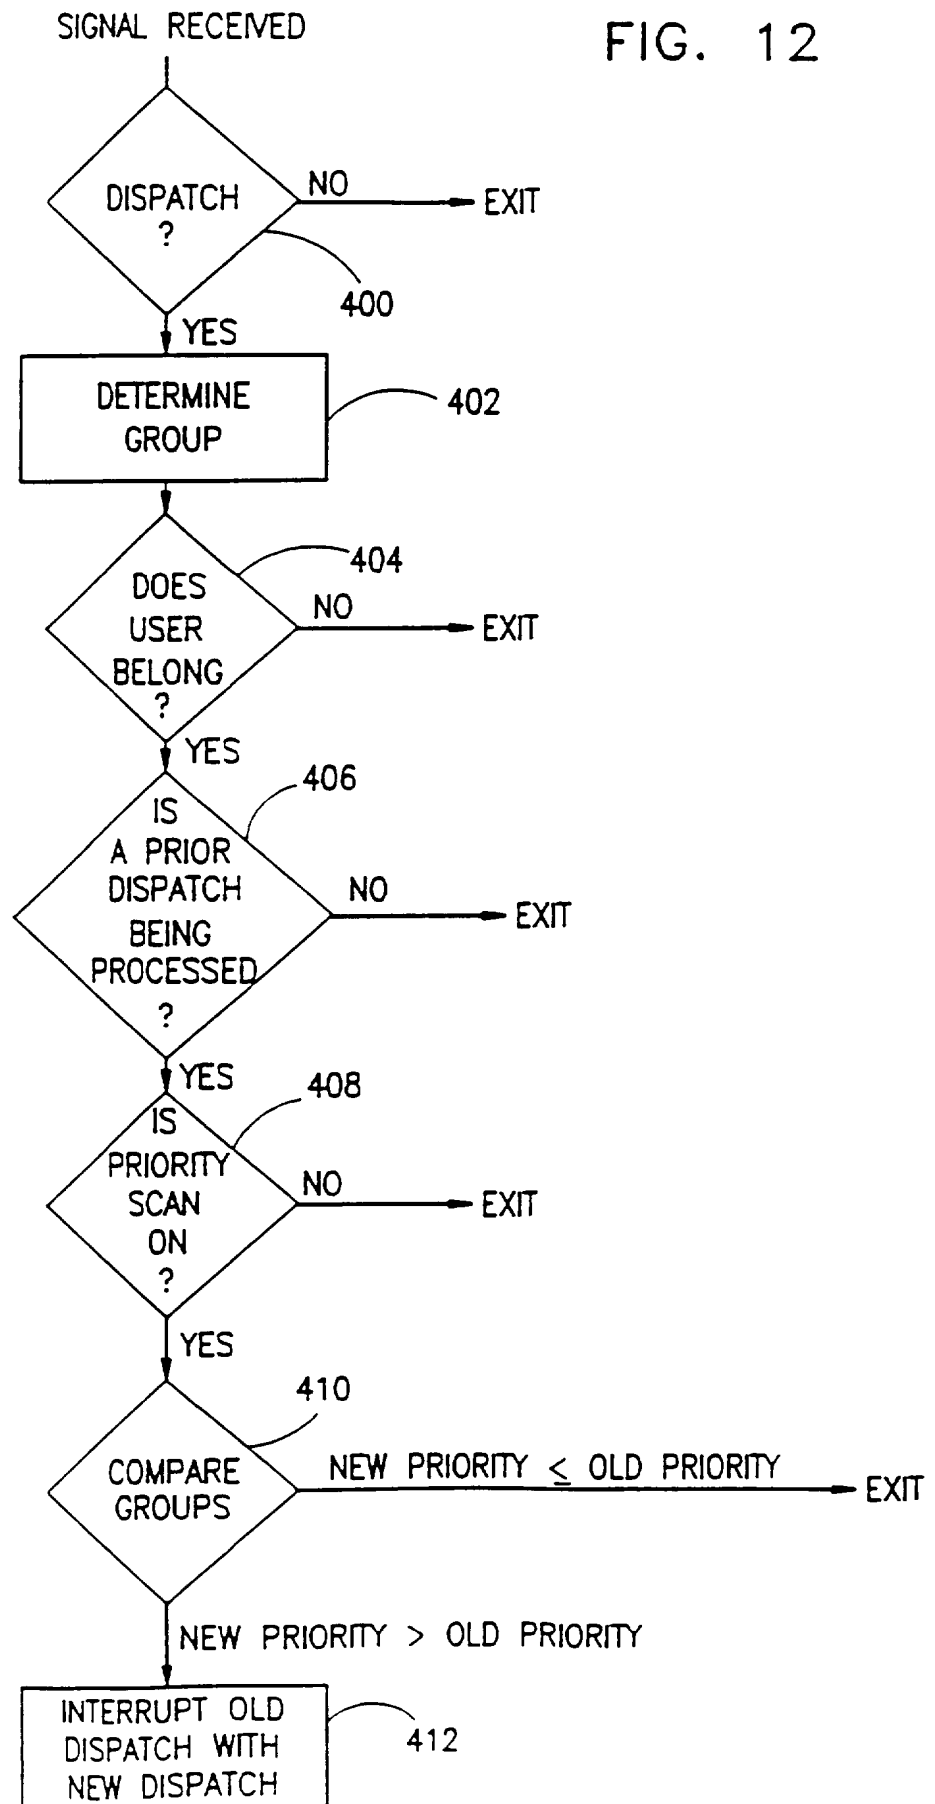 SIGNAL RECEIVED
FIG. 12
DISPATCH
?
NO
EXIT
400
YES
DETERMINE
GROUP
402
404
DOES
USER
BELONG
?
NO
EXIT
YES
406
IS
A PRIOR
DISPATCH
BEING
PROCESSED
?
NO
EXIT
YES
408
IS
PRIORITY
SCAN
ON
?
NO
EXIT
YES
410
COMPARE
GROUPS
NEW PRIORITY ≤ OLD PRIORITY
EXIT
NEW PRIORITY > OLD PRIORITY
INTERRUPT OLD
DISPATCH WITH
NEW DISPATCH
412